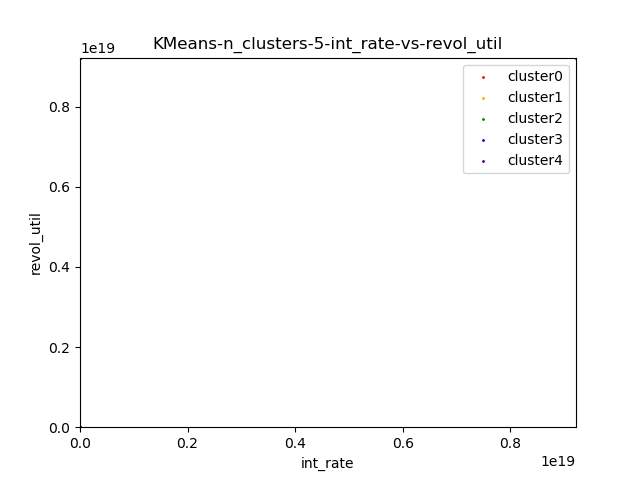 KMeans-n_clusters-5-int_rate-vs-revol_util
1e19
0.8
0.6
0.4
0.2
0.0
revol_util
cluster0
cluster1
cluster2
cluster3
cluster4
0.0 0.2 0.4 0.6 0.8
int_rate
1e19